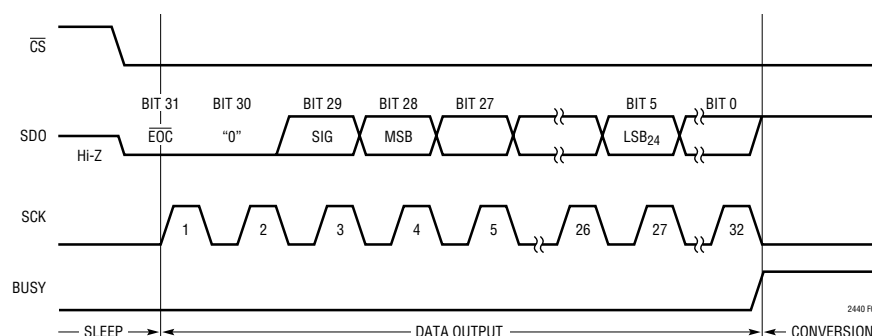 CS
BIT 31 BIT 30 BIT 29 BIT 28 BIT 27 BIT 5 BIT 0
SDO EOC “0” SIG MSB LSB24
Hi-Z
SCK 1 2 3 4 5 26 27 32
BUSY
2440
SLEEP DATA OUTPUT CONVERSION